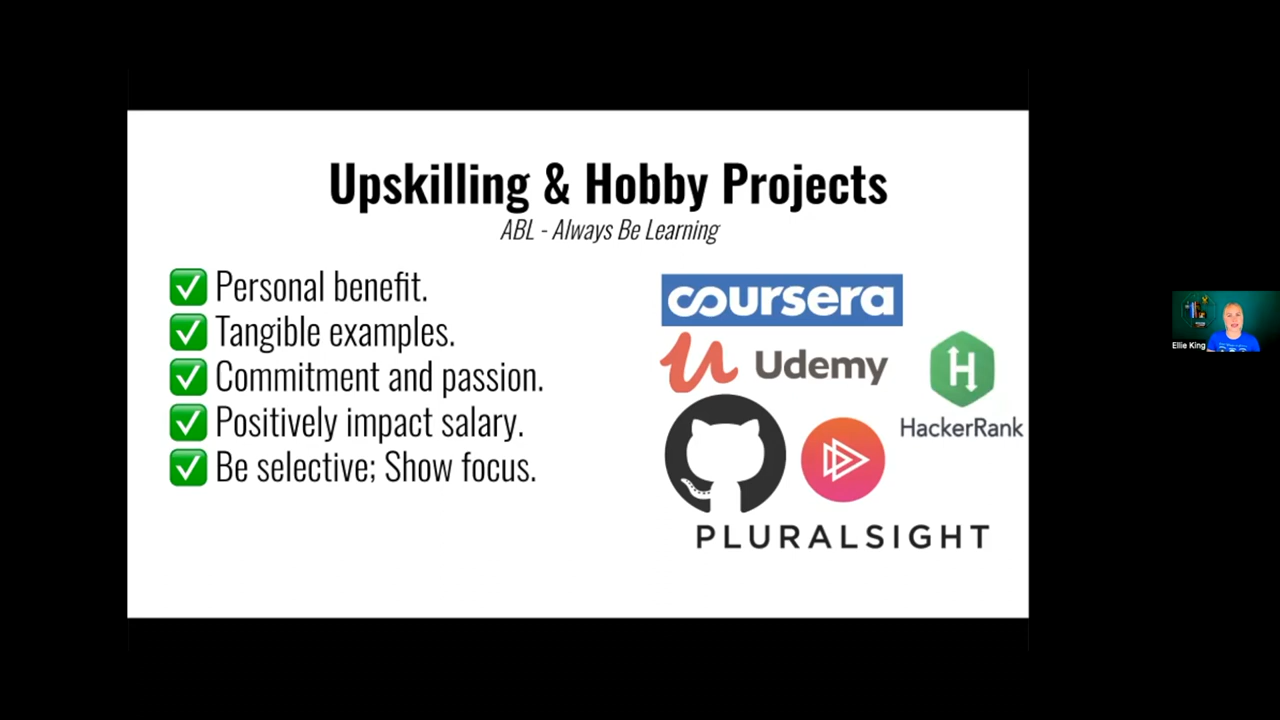 Upskilling & Hobby Projects
ABL - Always Be Learning
✅ Personal benefit.
✅ Tangible examples.
✅ Commitment and passion.
✅ Positively impact salary.
✅ Be selective; Show focus.
coursera
Udemy
HackerRank
PLURALSIGHT
Ellie King